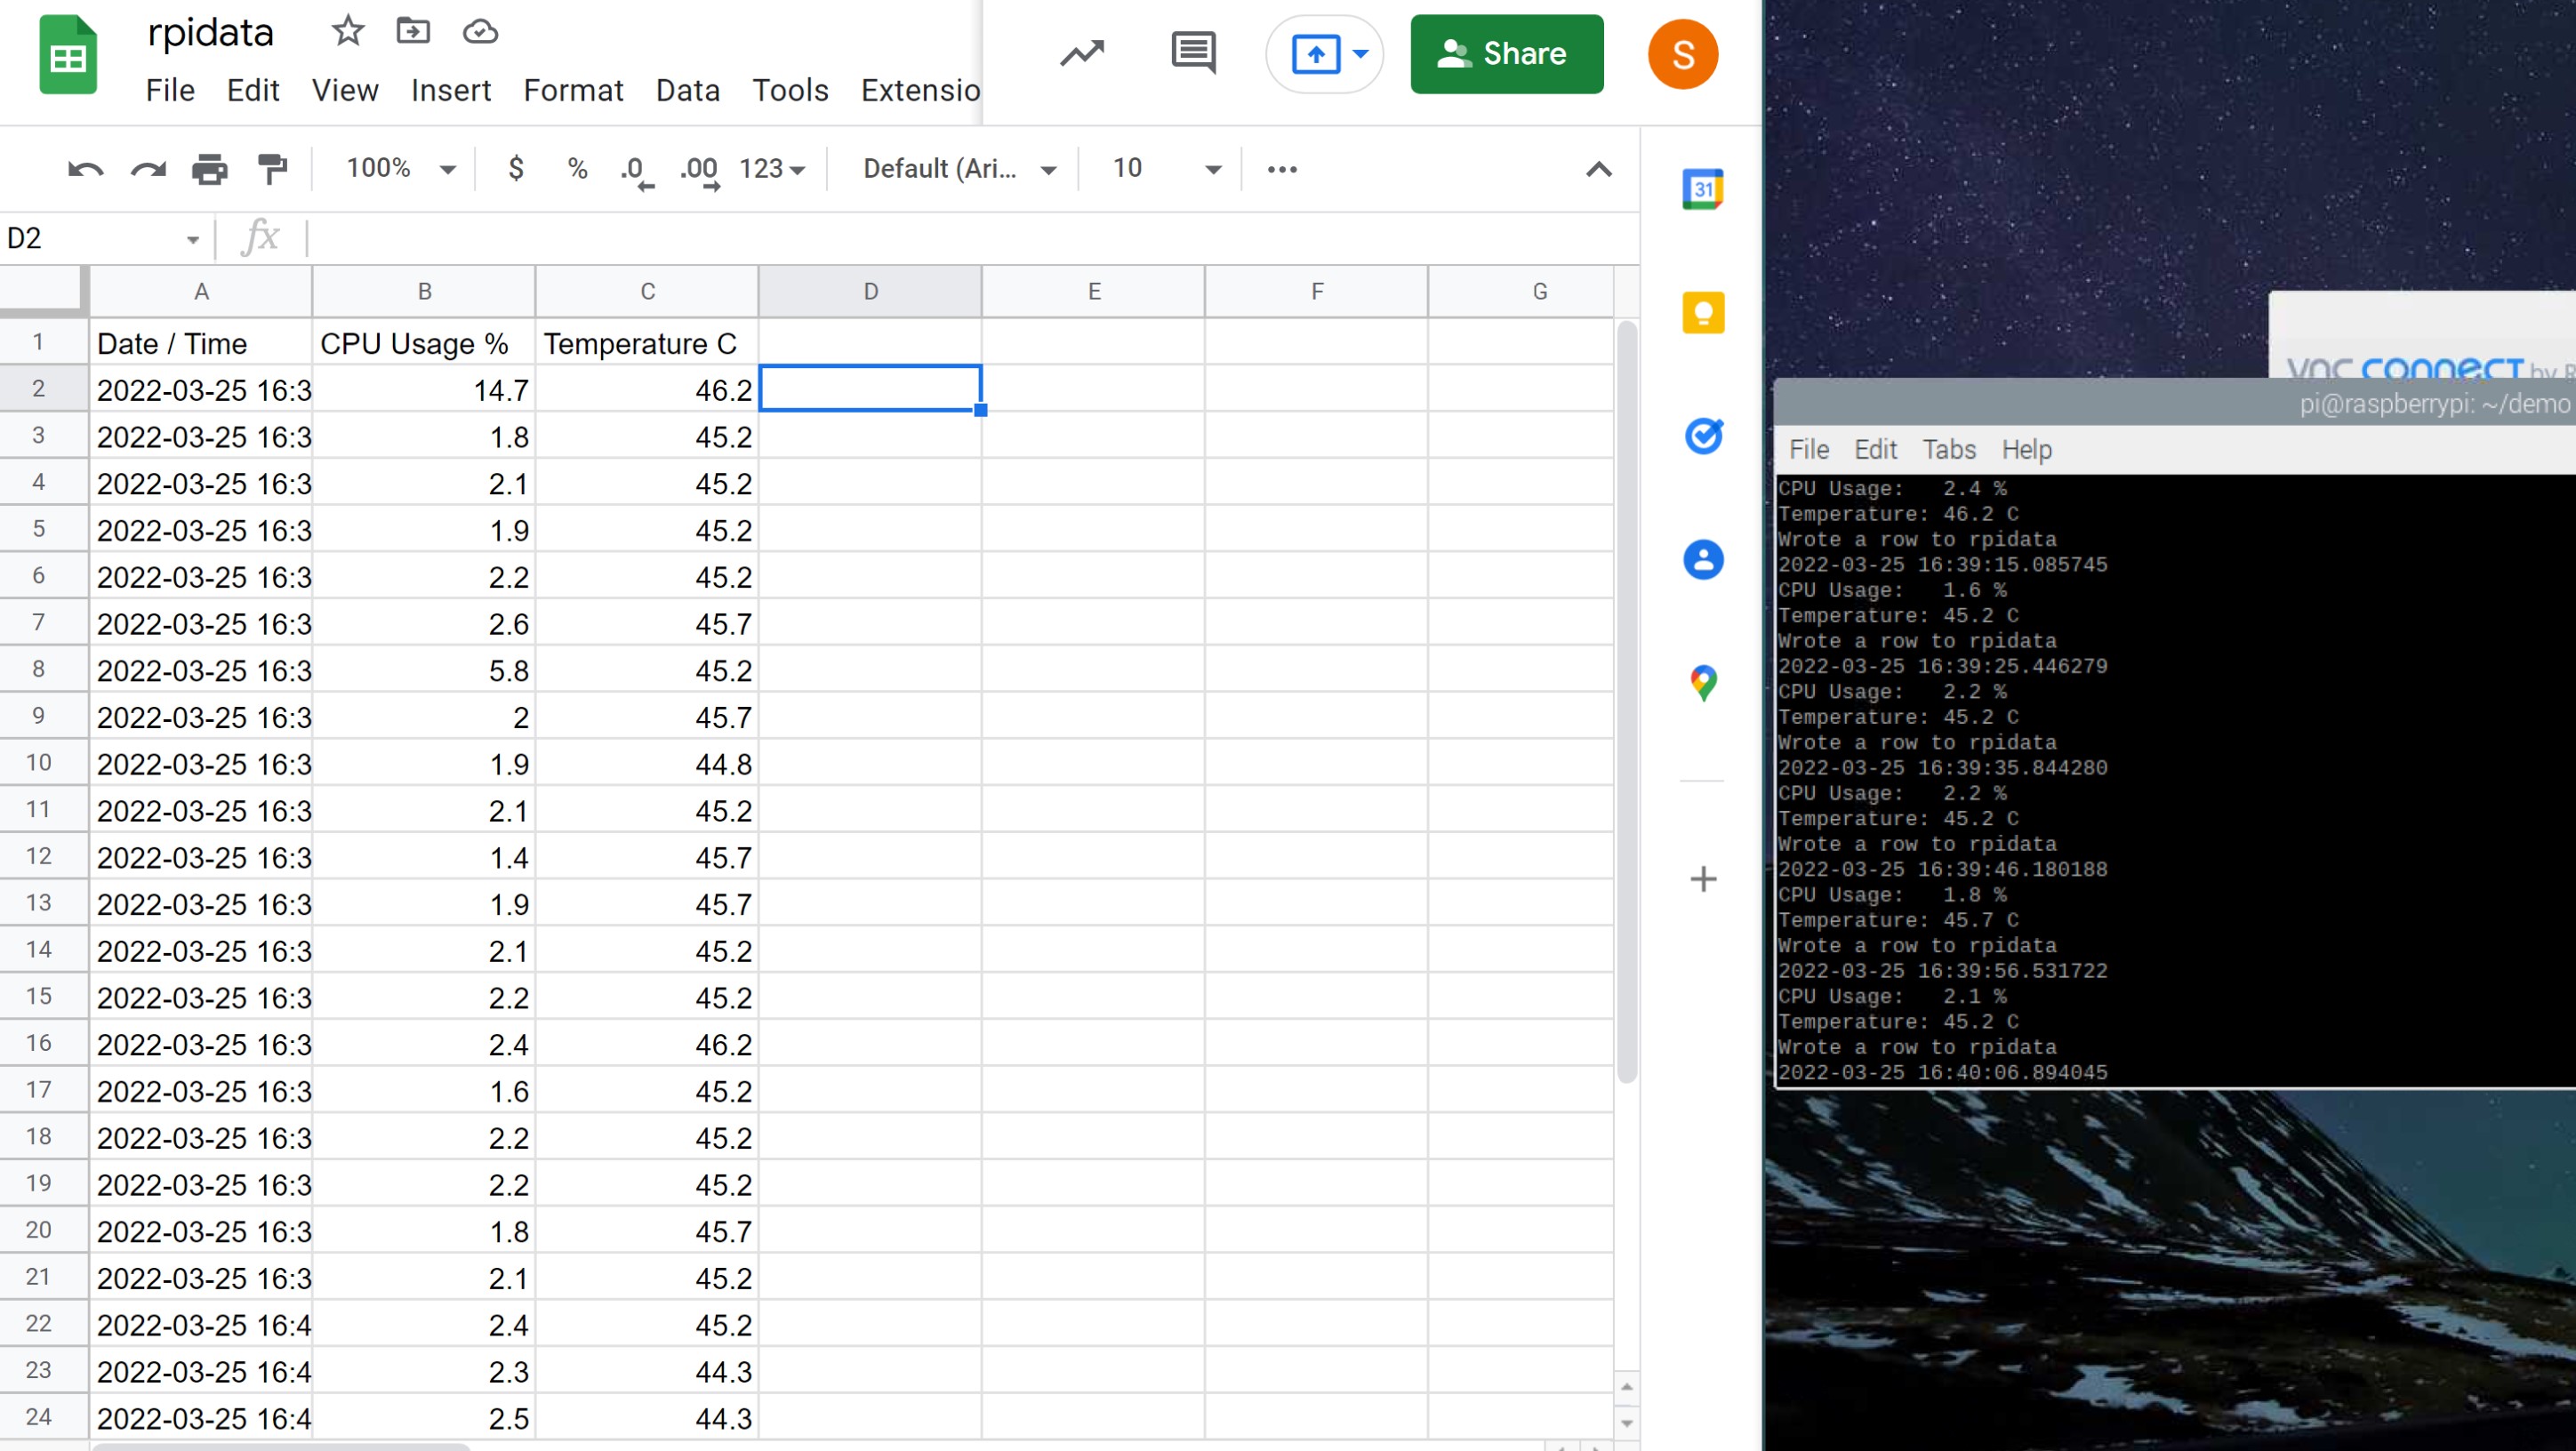 rpidata
File Edit View Insert Format Data Tools Extensio
Share
S
100% $ % .0 .00 123 Default (Ari... 10
31
D2 fx
A B C D E F G
1 Date / Time CPU Usage % Temperature C
2 2022-03-25 16:3 14.7 46.2
3 2022-03-25 16:3 1.8 45.2
4 2022-03-25 16:3 2.1 45.2
5 2022-03-25 16:3 1.9 45.2
6 2022-03-25 16:3 2.2 45.2
7 2022-03-25 16:3 2.6 45.7
8 2022-03-25 16:3 5.8 45.2
9 2022-03-25 16:3 2 45.7
10 2022-03-25 16:3 1.9 44.8
11 2022-03-25 16:3 2.1 45.2
12 2022-03-25 16:3 1.4 45.7
13 2022-03-25 16:3 1.9 45.7
14 2022-03-25 16:3 2.1 45.2
15 2022-03-25 16:3 2.2 45.2
16 2022-03-25 16:3 2.4 46.2
17 2022-03-25 16:3 1.6 45.2
18 2022-03-25 16:3 2.2 45.2
19 2022-03-25 16:3 2.2 45.2
20 2022-03-25 16:3 1.8 45.7
21 2022-03-25 16:3 2.1 45.2
22 2022-03-25 16:4 2.4 45.2
23 2022-03-25 16:4 2.3 44.3
24 2022-03-25 16:4 2.5 44.3
vnc connect by R
pi@raspberrypi: ~/demo
File Edit Tabs Help
CPU Usage: 2.4 %
Temperature: 46.2 C
Wrote a row to rpidata
2022-03-25 16:39:15.085745
CPU Usage: 1.6 %
Temperature: 45.2 C
Wrote a row to rpidata
2022-03-25 16:39:25.446279
CPU Usage: 2.2 %
Temperature: 45.2 C
Wrote a row to rpidata
2022-03-25 16:39:35.844280
CPU Usage: 2.2 %
Temperature: 45.2 C
Wrote a row to rpidata
2022-03-25 16:39:46.180188
CPU Usage: 1.8 %
Temperature: 45.7 C
Wrote a row to rpidata
2022-03-25 16:39:56.531722
CPU Usage: 2.1 %
Temperature: 45.2 C
Wrote a row to rpidata
2022-03-25 16:40:06.894045